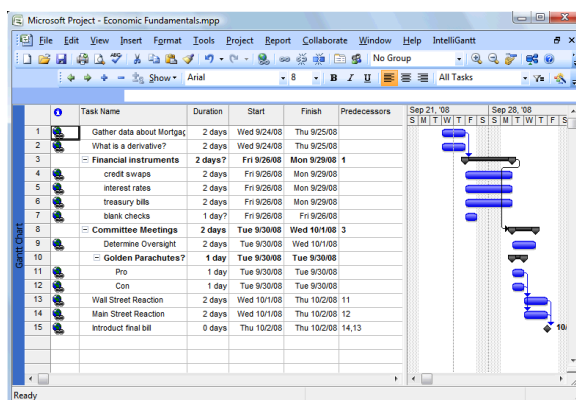 Microsoft Project - Economic Fundamentals.mpp
File Edit View Insert Format Tools Project Report Collaborate Window Help IntelliGantt
No Group
Show Arial 8 B I U All Tasks
Task Name Duration Start Finish Predecessors Sep 21, '08 Sep 28, '08
S M T W T F S S M T W T F S
1 Gather data about Mortgag 2 days Wed 9/24/08 Thu 9/25/08
2 What is a derivative? 2 days Wed 9/24/08 Thu 9/25/08
3 Financial instruments 2 days? Fri 9/26/08 Mon 9/29/08 1
4 credit swaps 2 days Fri 9/26/08 Mon 9/29/08
5 interest rates 2 days Fri 9/26/08 Mon 9/29/08
6 treasury bills 2 days Fri 9/26/08 Mon 9/29/08
7 blank checks 1 day? Fri 9/26/08 Fri 9/26/08
8 Committee Meetings 2 days Tue 9/30/08 Wed 10/1/08 3
9 Determine Oversight 2 days Tue 9/30/08 Wed 10/1/08
10 Golden Parachutes? 1 day Tue 9/30/08 Tue 9/30/08
11 Pro 1 day Tue 9/30/08 Tue 9/30/08
12 Con 1 day Tue 9/30/08 Tue 9/30/08
13 Wall Street Reaction 2 days Wed 10/1/08 Thu 10/2/08 11
14 Main Street Reaction 2 days Wed 10/1/08 Thu 10/2/08 12
15 Introduct final bill 0 days Thu 10/2/08 Thu 10/2/08 14,13 10/
Gantt Chart
Ready